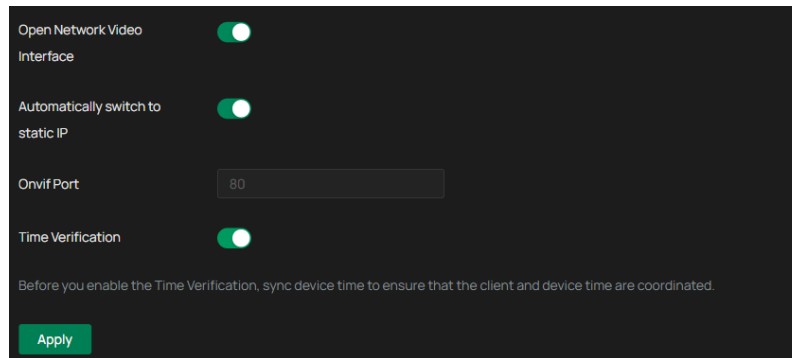 Open Network Video
Interface
Automatically switch to
static IP
Onvif Port
80
Time Verification
Before you enable the Time Verification, sync device time to ensure that the client and device time are coordinated.
Apply